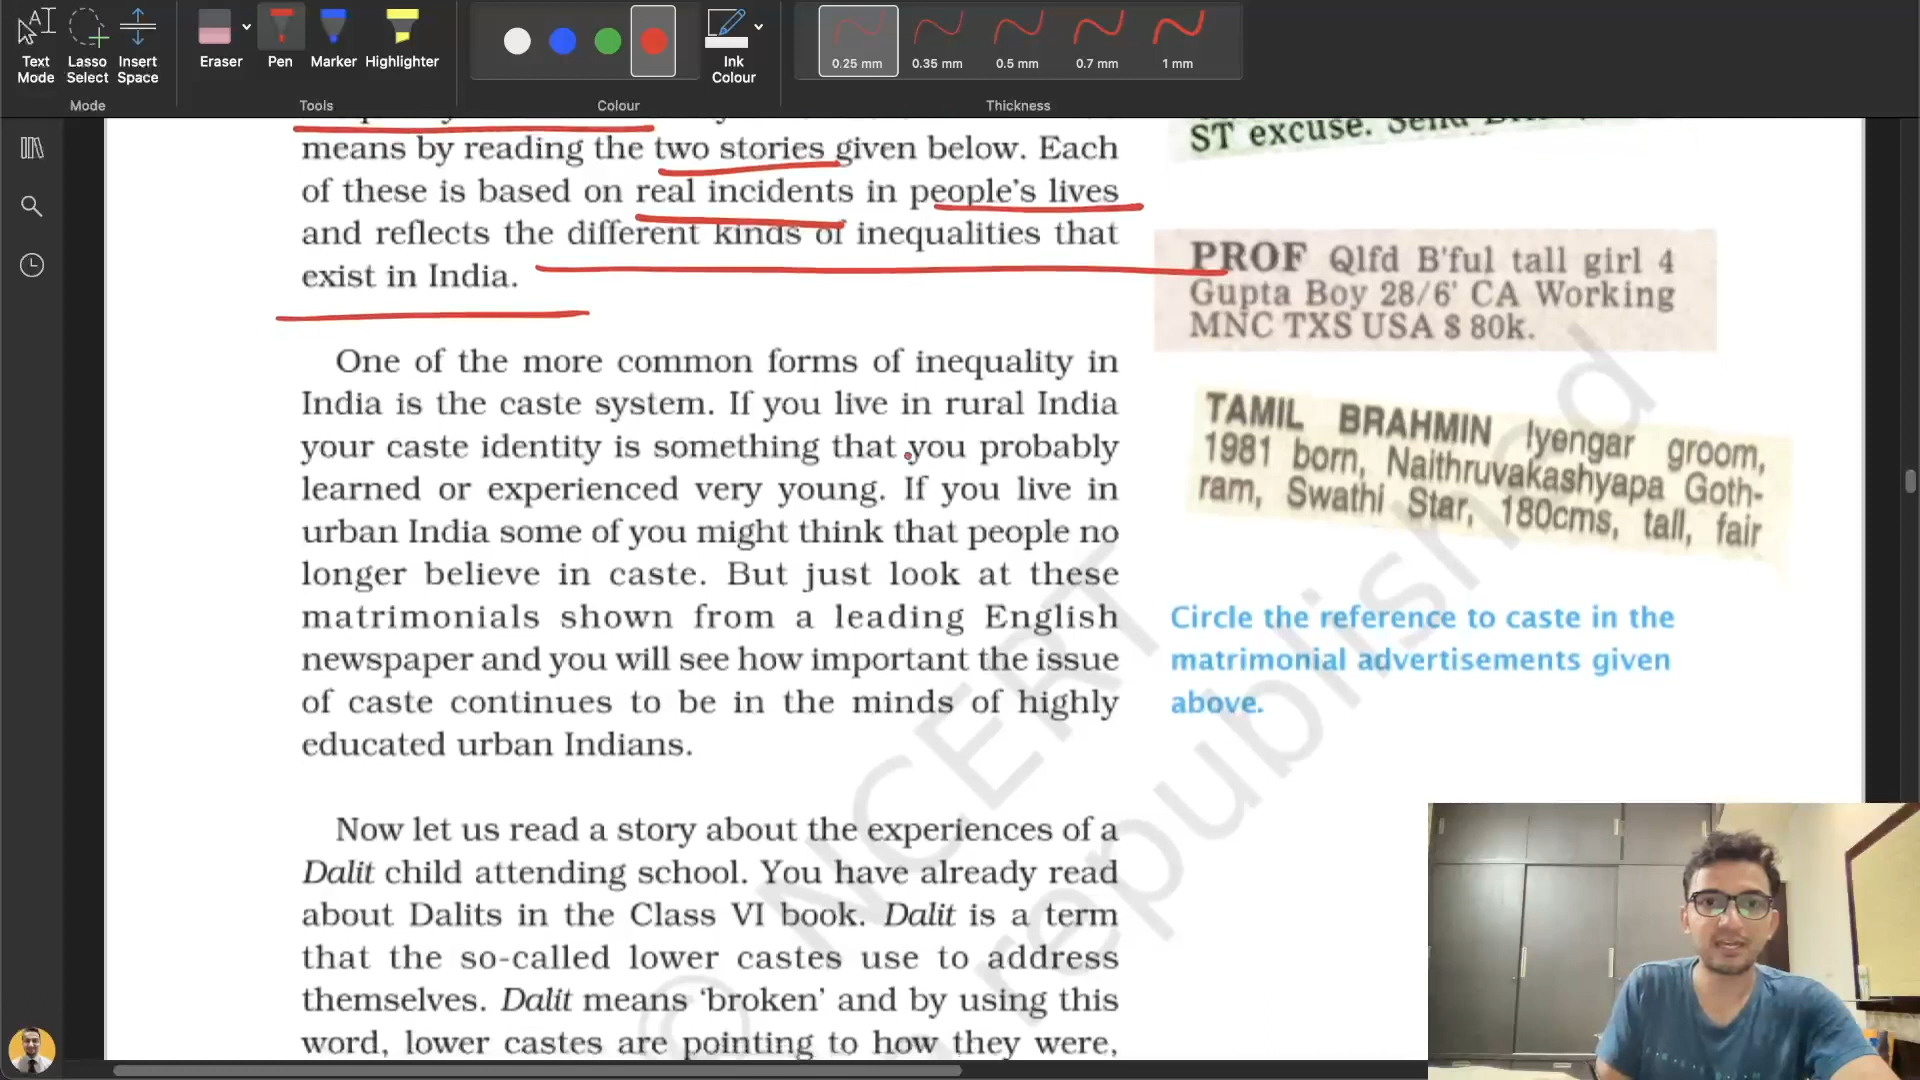 Text Mode
Lasso Select
Insert Space
Eraser
Pen
Marker
Highlighter
Ink Colour
0.25 mm
0.35 mm
0.5 mm
0.7 mm
1 mm
Mode
Tools
Colour
Thickness
means by reading the two stories given below. Each
of these is based on real incidents in people's lives
and reflects the different kinds of inequalities that
exist in India.
One of the more common forms of inequality in
India is the caste system. If you live in rural India
your caste identity is something that you probably
learned or experienced very young. If you live in
urban India some of you might think that people no
longer believe in caste. But just look at these
matrimonials shown from a leading English
newspaper and you will see how important the issue
of caste continues to be in the minds of highly
educated urban Indians.
Now let us read a story about the experiences of a
Dalit child attending school. You have already read
about Dalits in the Class VI book. Dalit is a term
that the so-called lower castes use to address
themselves. Dalit means ‘broken’ and by using this
word, lower castes are pointing to how they were,
ST excuse. Send
PROF Qlfd B'ful tall girl 4
Gupta Boy 28/6' CA Working
MNC TXS USA $ 80k.
TAMIL BRAHMIN Iyengar groom,
1981 born, Naithruvakashyapa Goth-
ram, Swathi Star, 180cms, tall, fair
Circle the reference to caste in the
matrimonial advertisements given
above.
© NCERT
republished